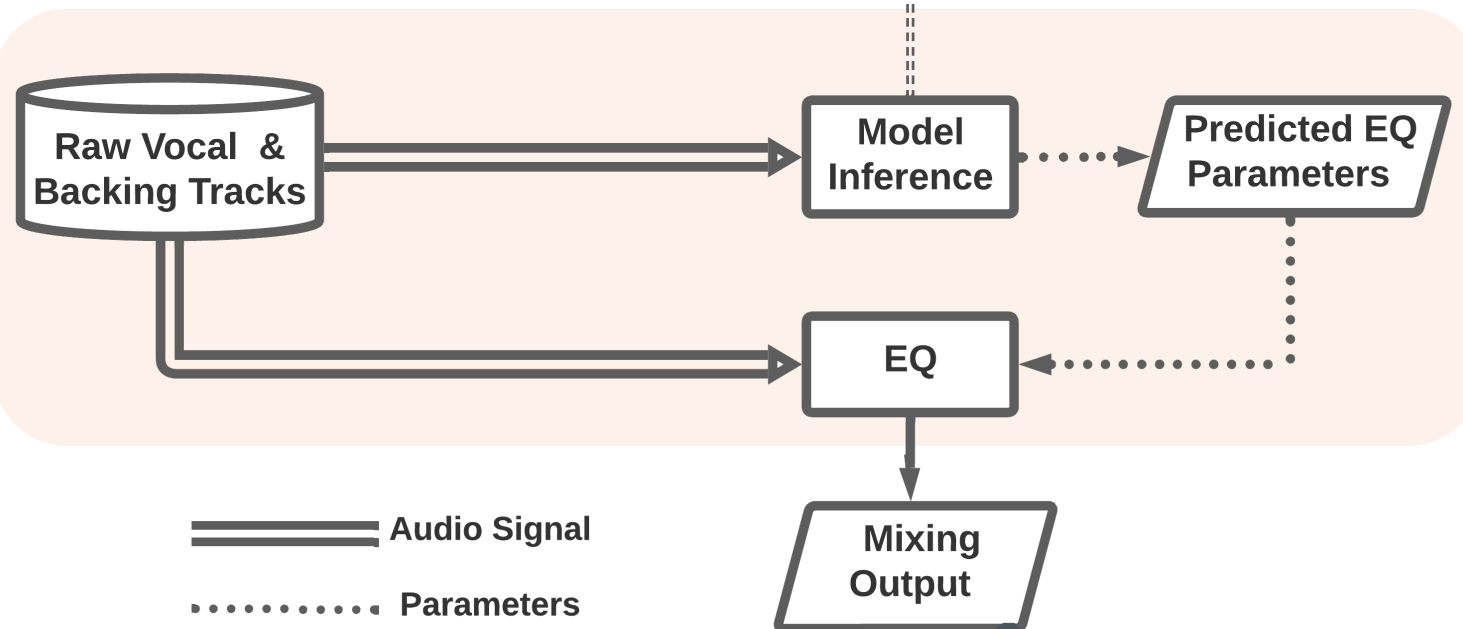 Raw Vocal  &
Backing Tracks
Model
Inference
Predicted EQ
Parameters
EQ
Mixing
Output
Audio Signal
Parameters